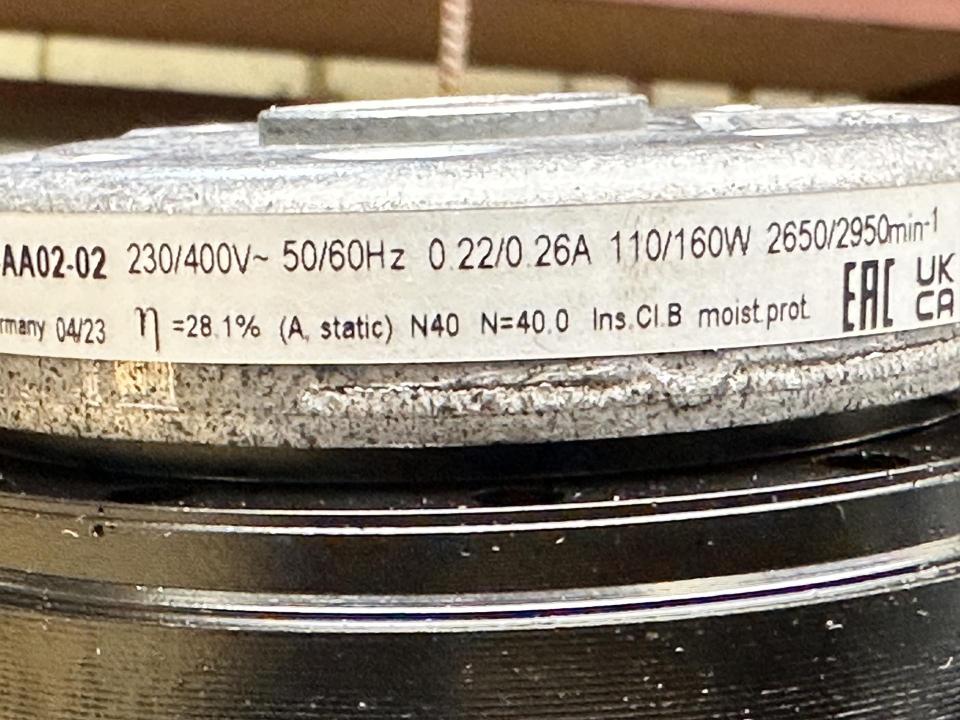 -AA02-02 230/400V~ 50/60Hz 0.22/0.26A 110/160W 2650/2950min-1
rmany 04/23 η =28.1% (A, static) N40 N=40.0 Ins.Cl.B moist.prot. EAC UK CA